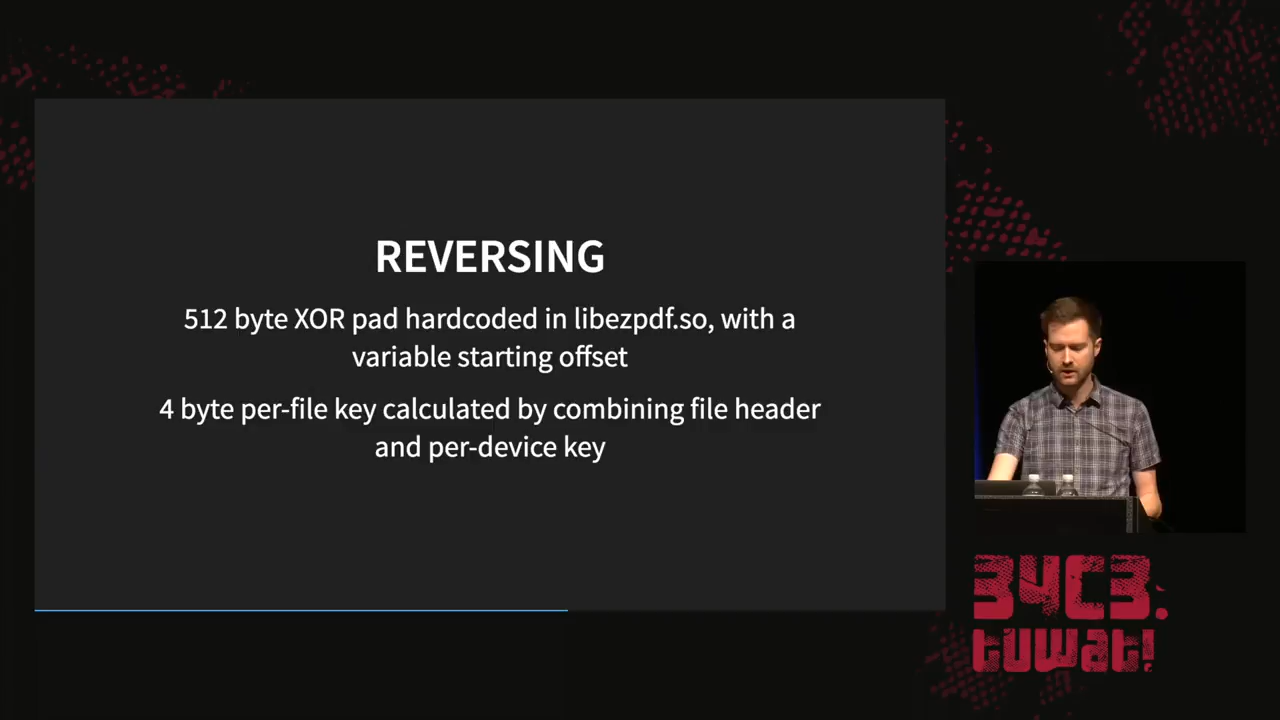 REVERSING
512 byte XOR pad hardcoded in libezpdf.so, with a
variable starting offset
4 byte per-file key calculated by combining file header
and per-device key
34C3.
tuwat!